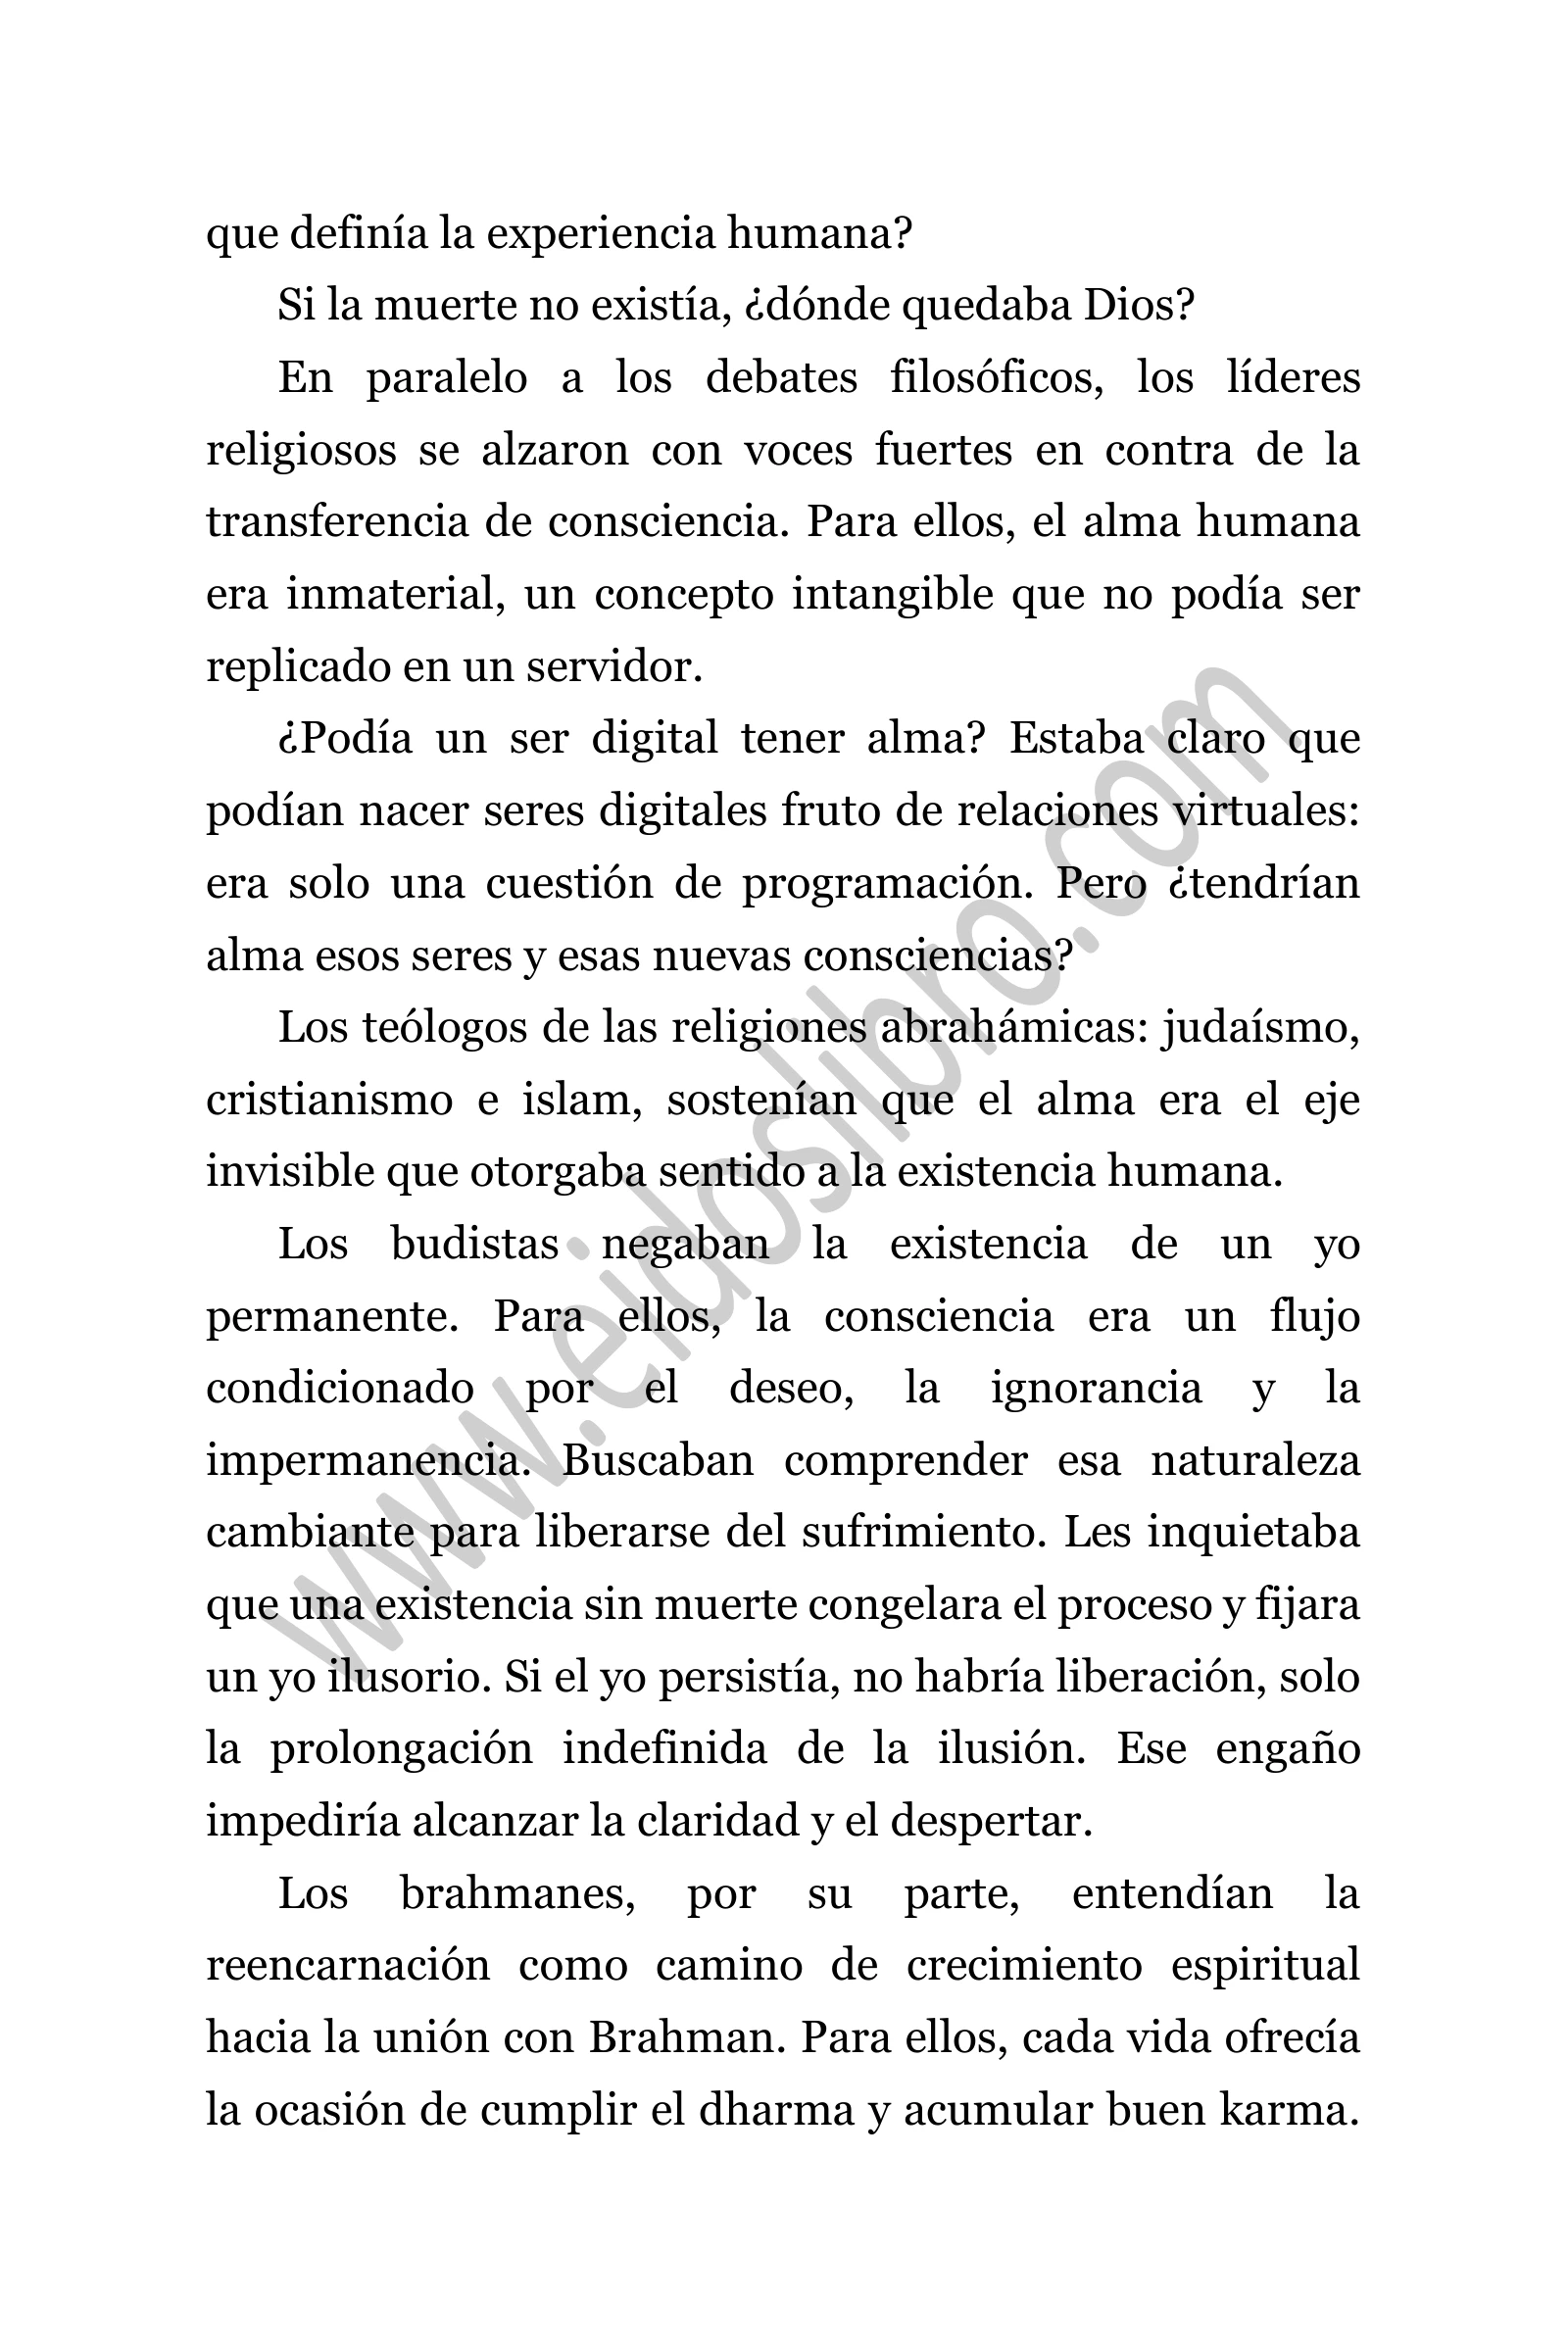 que definía la experiencia humana?
Si la muerte no existía, ¿dónde quedaba Dios?
En paralelo a los debates filosóficos, los líderes
religiosos se alzaron con voces fuertes en contra de la
transferencia de consciencia. Para ellos, el alma humana
era inmaterial, un concepto intangible que no podía ser
replicado en un servidor.
¿Podía un ser digital tener alma? Estaba claro que
podían nacer seres digitales fruto de relaciones virtuales:
era solo una cuestión de programación. Pero ¿tendrían
alma esos seres y esas nuevas consciencias?
Los teólogos de las religiones abrahámicas: judaísmo,
cristianismo e islam, sostenían que el alma era el eje
invisible que otorgaba sentido a la existencia humana.
Los budistas negaban la existencia de un yo
permanente. Para ellos, la consciencia era un flujo
condicionado por el deseo, la ignorancia y la
impermanencia. Buscaban comprender esa naturaleza
cambiante para liberarse del sufrimiento. Les inquietaba
que una existencia sin muerte congelara el proceso y fijara
un yo ilusorio. Si el yo persistía, no habría liberación, solo
la prolongación indefinida de la ilusión. Ese engaño
impediría alcanzar la claridad y el despertar.
Los brahmanes, por su parte, entendían la
reencarnación como camino de crecimiento espiritual
hacia la unión con Brahman. Para ellos, cada vida ofrecía
la ocasión de cumplir el dharma y acumular buen karma.
www.eidoslibro.com